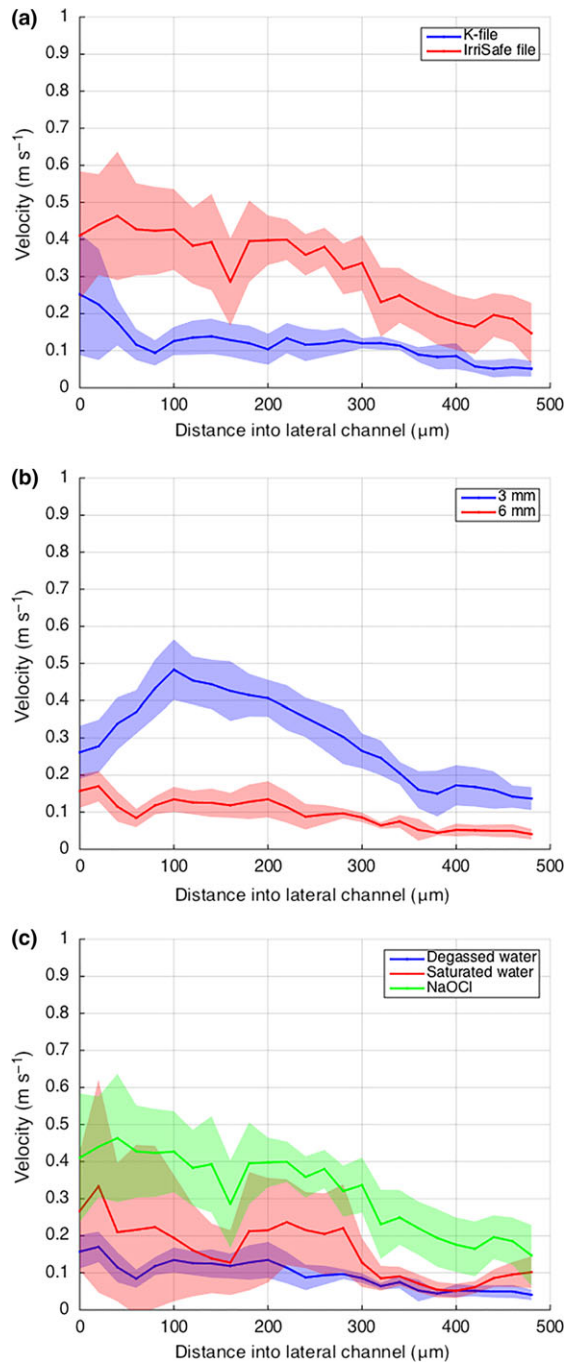 (a)
K-file
IrriSafe file
1
0.9
0.8
0.7
0.6
0.5
0.4
0.3
0.2
0.1
0
Velocity (m s⁻¹)
0 100 200 300 400 500
Distance into lateral channel (µm)
(b)
3 mm
6 mm
1
0.9
0.8
0.7
0.6
0.5
0.4
0.3
0.2
0.1
0
Velocity (m s⁻¹)
0 100 200 300 400 500
Distance into lateral channel (µm)
(c)
Degassed water
Saturated water
NaOCl
1
0.9
0.8
0.7
0.6
0.5
0.4
0.3
0.2
0.1
0
Velocity (m s⁻¹)
0 100 200 300 400 500
Distance into lateral channel (µm)